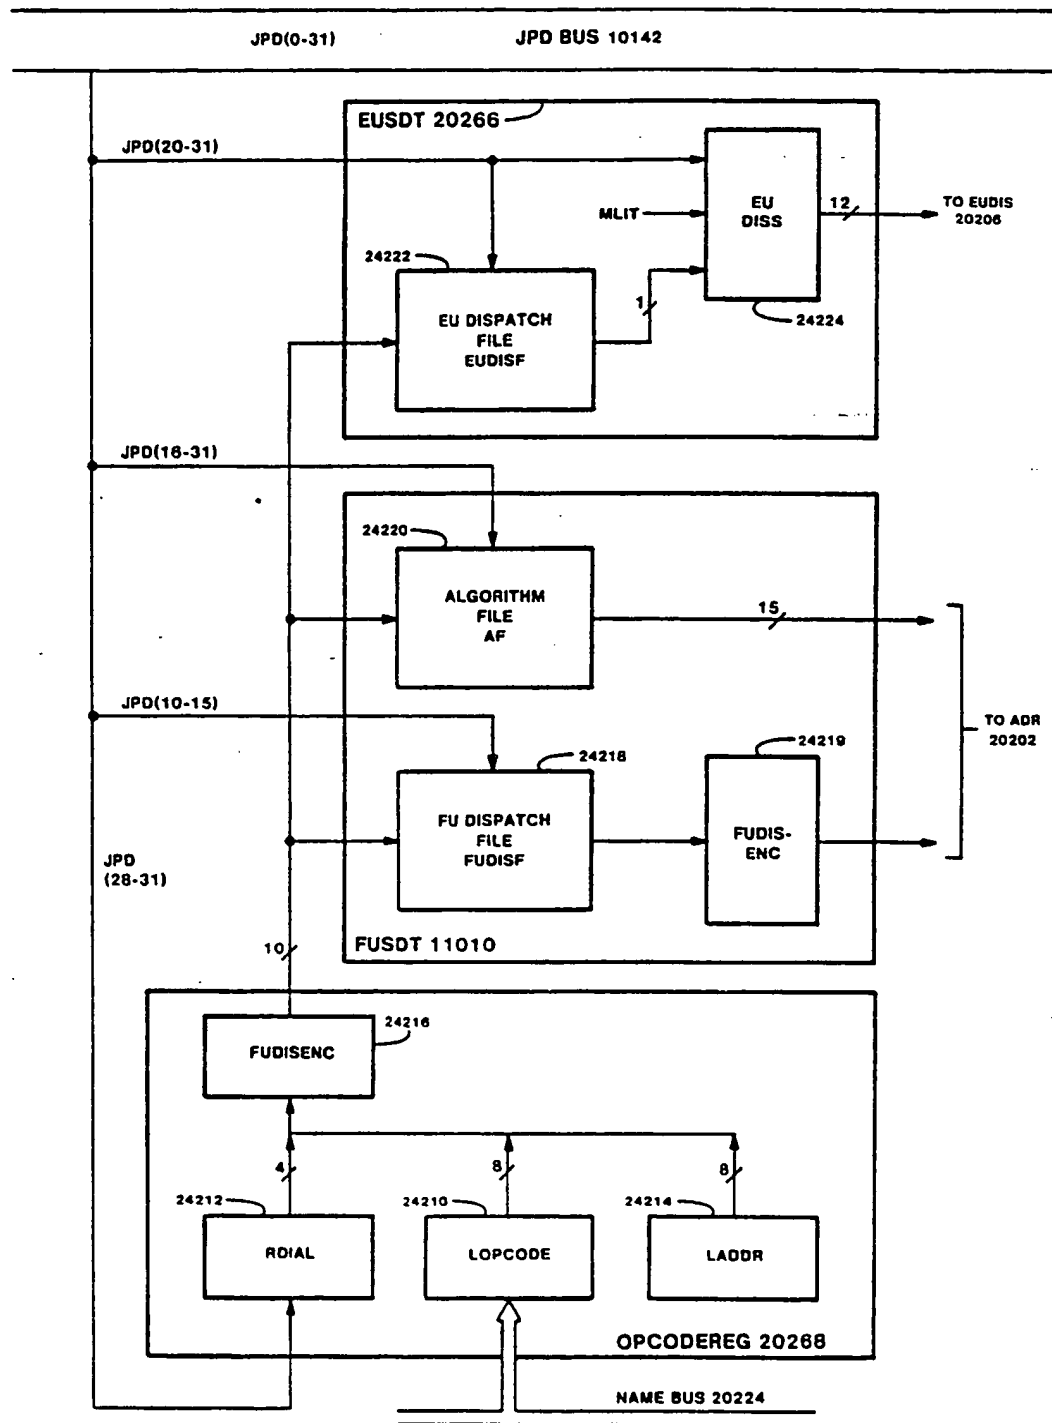 JPD(0-31)
JPD BUS 10142
EUSDT 20266
JPD(20-31)
EU
DISS
12
TO EUDIS
20206
MLIT
24222
EU DISPATCH
FILE
EUDISF
1
24224
JPD(16-31)
24220
ALGORITHM
FILE
AF
15
JPD(10-15)
TO ADR
20202
24218
24219
FU DISPATCH
FILE
FUDISF
FUDIS-
ENC
JPD
(28-31)
FUSDT 11010
10
24216
FUDISENC
4
8
8
24212
24210
24214
RDIAL
LOPCODE
LADDR
OPCODEREG 20268
NAME BUS 20224